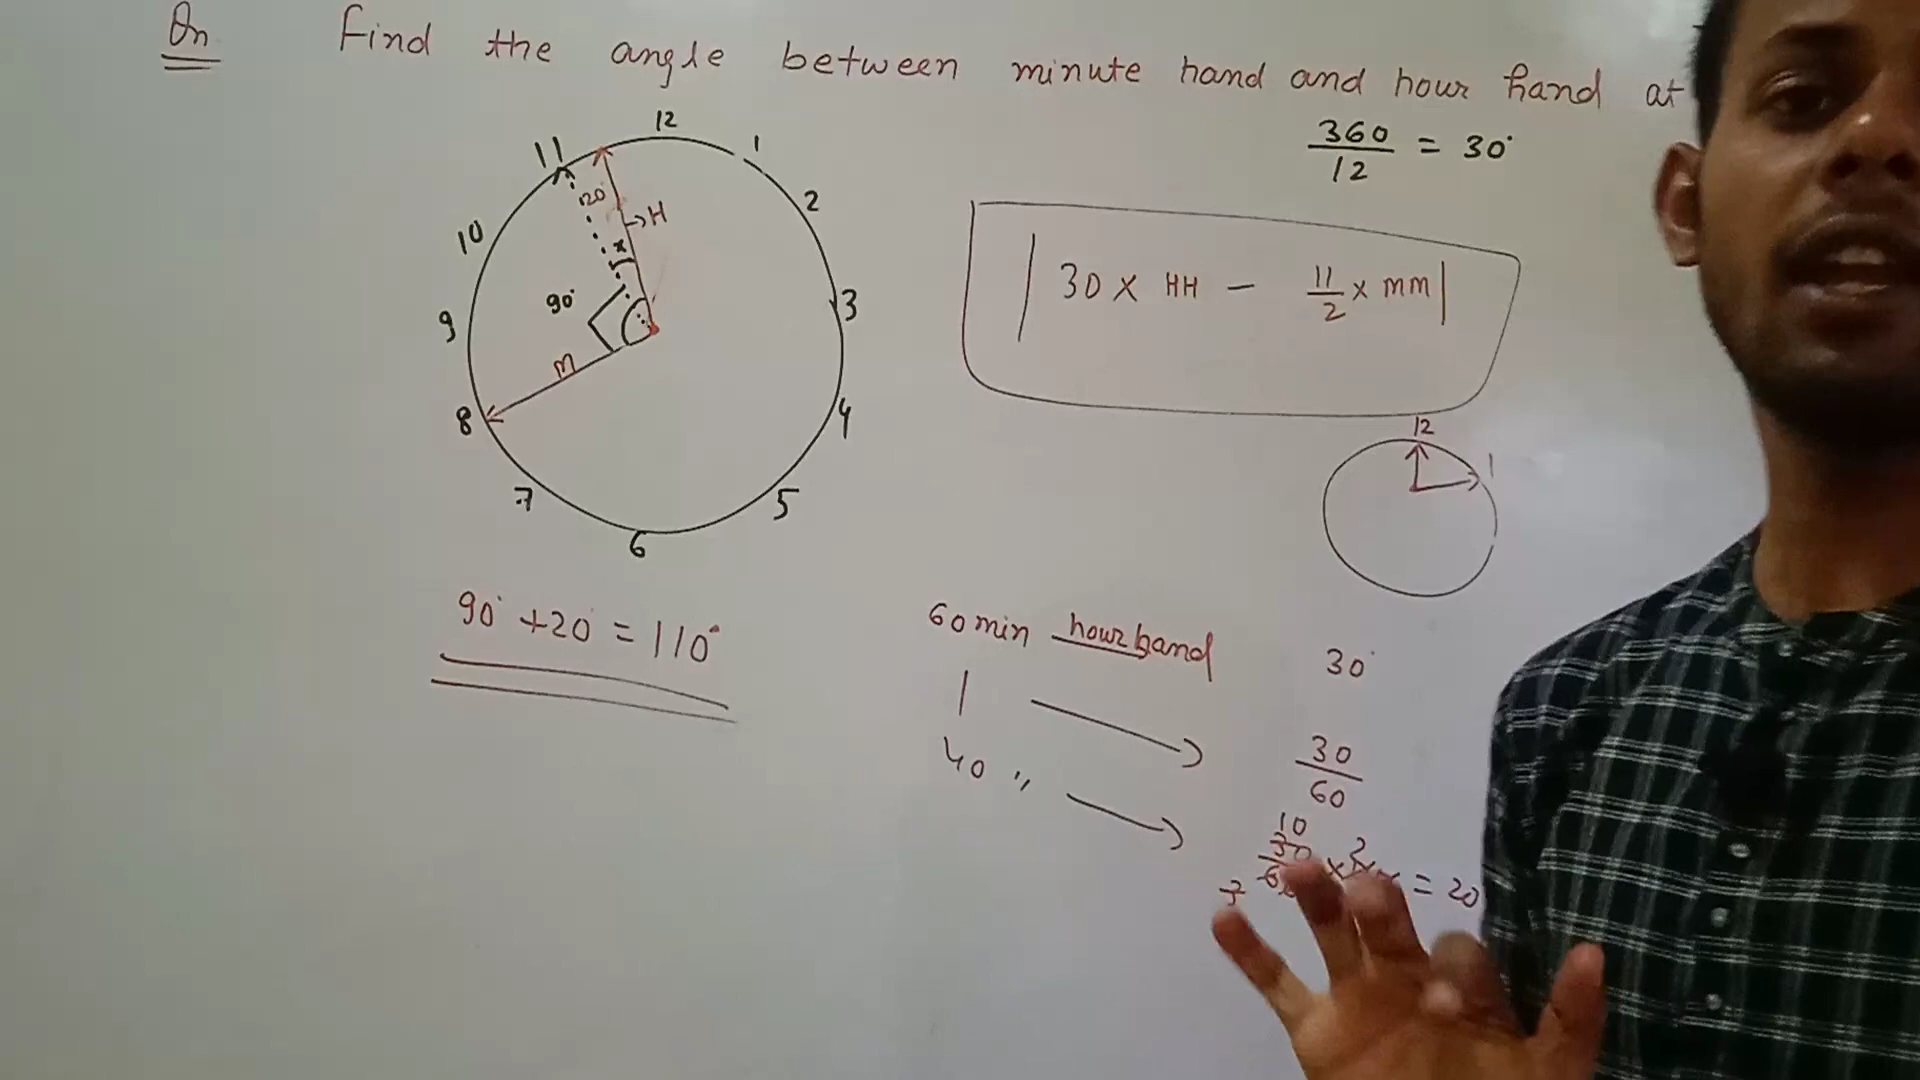 Qn Find the angle between minute hand and hour hand at
360/12 = 30°
12
1
2
3
4
5
6
7
8
9
10
11
20°
H
x
90°
M
| 30 x HH - 11/2 x MM |
12
1
90° + 20° = 110°
60 min hour hand 30°
1 → 30/60
40 〃 → = 20
10
30
2
3